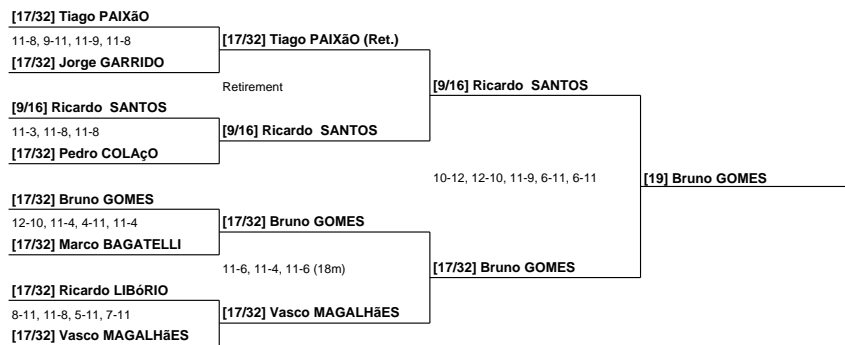 [17/32] Tiago PAIXãO
11-8, 9-11, 11-9, 11-8
[17/32] Jorge GARRIDO
[17/32] Tiago PAIXãO (Ret.)
Retirement
[9/16] Ricardo SANTOS
[9/16] Ricardo SANTOS
11-3, 11-8, 11-8
[17/32] Pedro COLAçO
[9/16] Ricardo SANTOS
10-12, 12-10, 11-9, 6-11, 6-11
[19] Bruno GOMES
[17/32] Bruno GOMES
12-10, 11-4, 4-11, 11-4
[17/32] Marco BAGATELLI
[17/32] Bruno GOMES
11-6, 11-4, 11-6 (18m)
[17/32] Bruno GOMES
[17/32] Ricardo LIBóRIO
8-11, 11-8, 5-11, 7-11
[17/32] Vasco MAGALHãES
[17/32] Vasco MAGALHãES